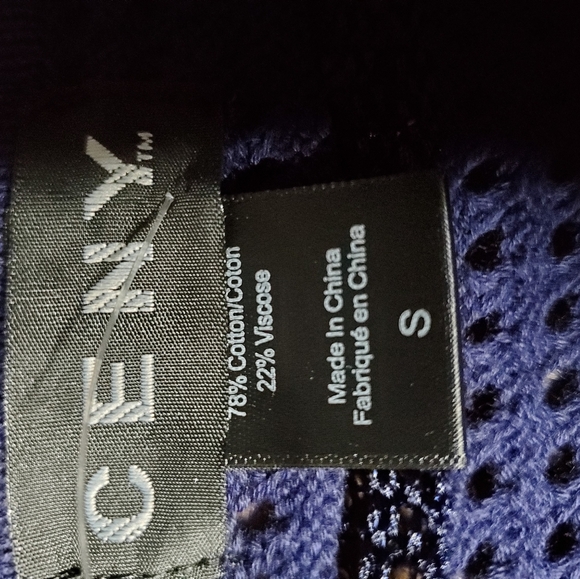 CENY™
78% Cotton/Coton
22% Viscose
Made in China
Fabriqué en China
S